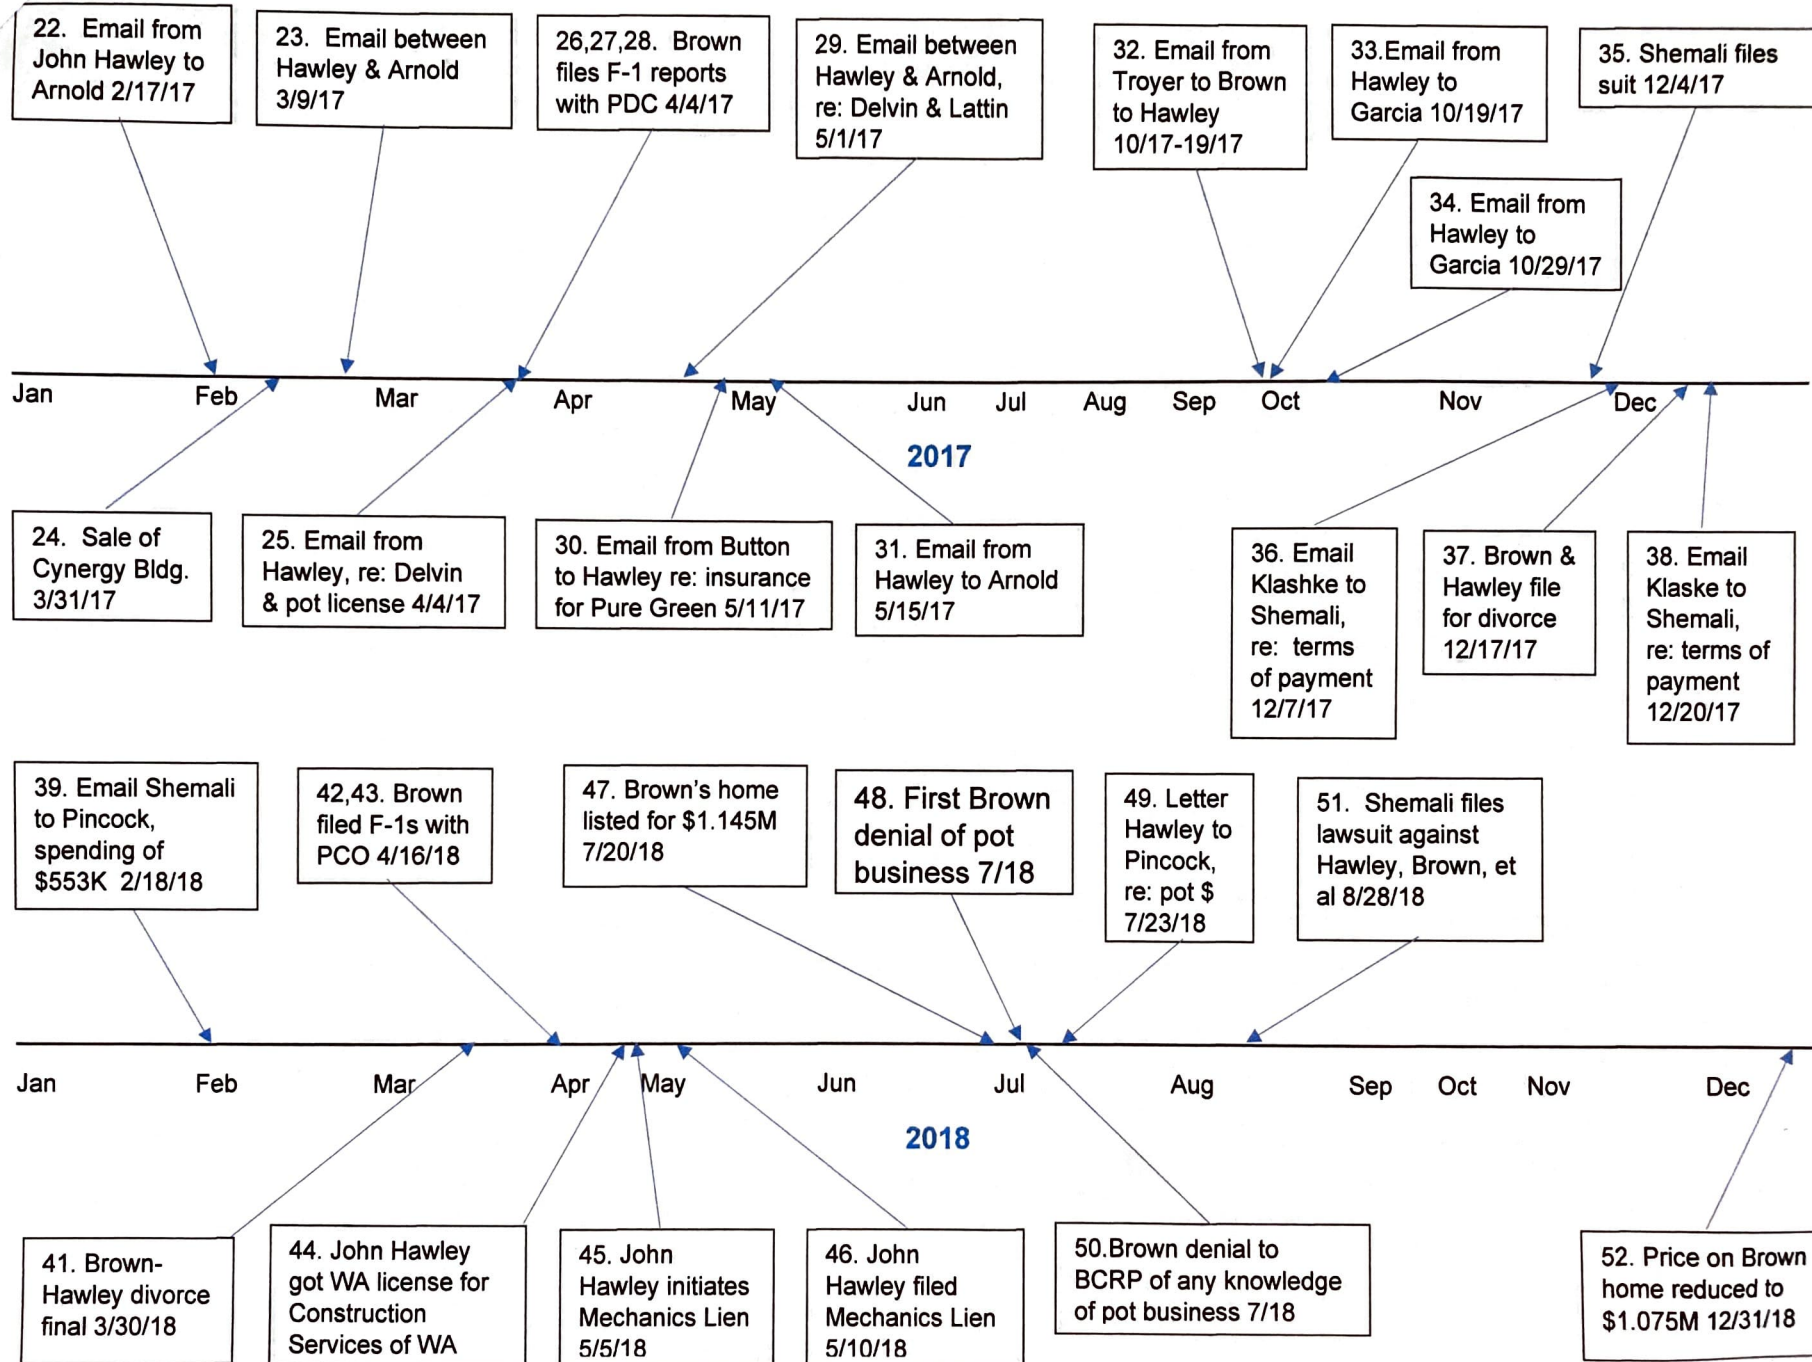 22. Email from
John Hawley to
Arnold 2/17/17
23. Email between
Hawley & Arnold
3/9/17
26,27,28. Brown
files F-1 reports
with PDC 4/4/17
29. Email between
Hawley & Arnold,
re: Delvin & Lattin
5/1/17
32. Email from
Troyer to Brown
to Hawley
10/17-19/17
33.Email from
Hawley to
Garcia 10/19/17
34. Email from
Hawley to
Garcia 10/29/17
35. Shemali files
suit 12/4/17
Jan Feb Mar Apr May Jun Jul Aug Sep Oct Nov Dec
2017
24. Sale of
Cynergy Bldg.
3/31/17
25. Email from
Hawley, re: Delvin
& pot license 4/4/17
30. Email from Button
to Hawley re: insurance
for Pure Green 5/11/17
31. Email from
Hawley to Arnold
5/15/17
36. Email
Klashke to
Shemali,
re: terms
of payment
12/7/17
37. Brown &
Hawley file
for divorce
12/17/17
38. Email
Klaske to
Shemali,
re: terms of
payment
12/20/17
39. Email Shemali
to Pincock,
spending of
$553K 2/18/18
42,43. Brown
filed F-1s with
PCO 4/16/18
47. Brown's home
listed for $1.145M
7/20/18
48. First Brown
denial of pot
business 7/18
49. Letter
Hawley to
Pincock,
re: pot $
7/23/18
51. Shemali files
lawsuit against
Hawley, Brown, et
al 8/28/18
Jan Feb Mar Apr May Jun Jul Aug Sep Oct Nov Dec
2018
41. Brown-
Hawley divorce
final 3/30/18
44. John Hawley
got WA license for
Construction
Services of WA
45. John
Hawley initiates
Mechanics Lien
5/5/18
46. John
Hawley filed
Mechanics Lien
5/10/18
50.Brown denial to
BCRP of any knowledge
of pot business 7/18
52. Price on Brown
home reduced to
$1.075M 12/31/18